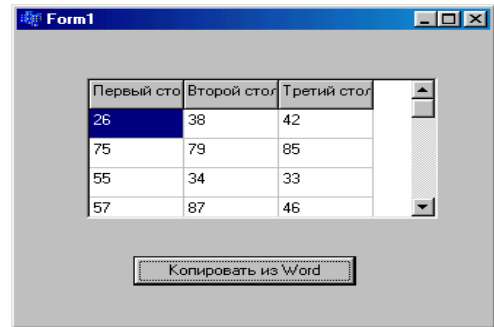 Form1
Первый сто Второй стол Третий стол
26 38 42
75 79 85
55 34 33
57 87 46
Копировать из Word